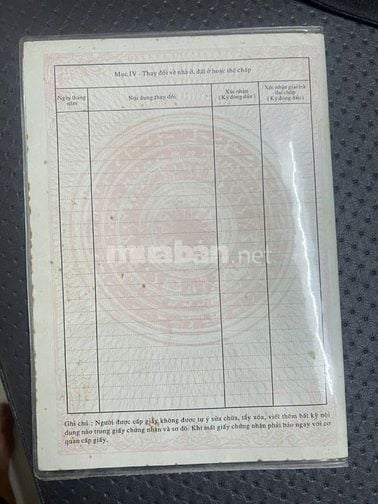 Mục IV - Thay đổi về nhà ở, đất ở hoặc thế chấp
Ngày tháng năm
Nội dung thay đổi
Xác nhận (Ký đóng dấu)
Xác nhận giải trừ thế chấp (Ký đóng dấu)
muaban.net
Ghi chú : Người được cấp giấy không được tự ý sửa chữa, tẩy xóa, viết thêm bất kỳ nội
dung nào trong giấy chứng nhận và sơ đồ. Khi mất giấy chứng nhận phải báo ngay với cơ
quan cấp giấy.